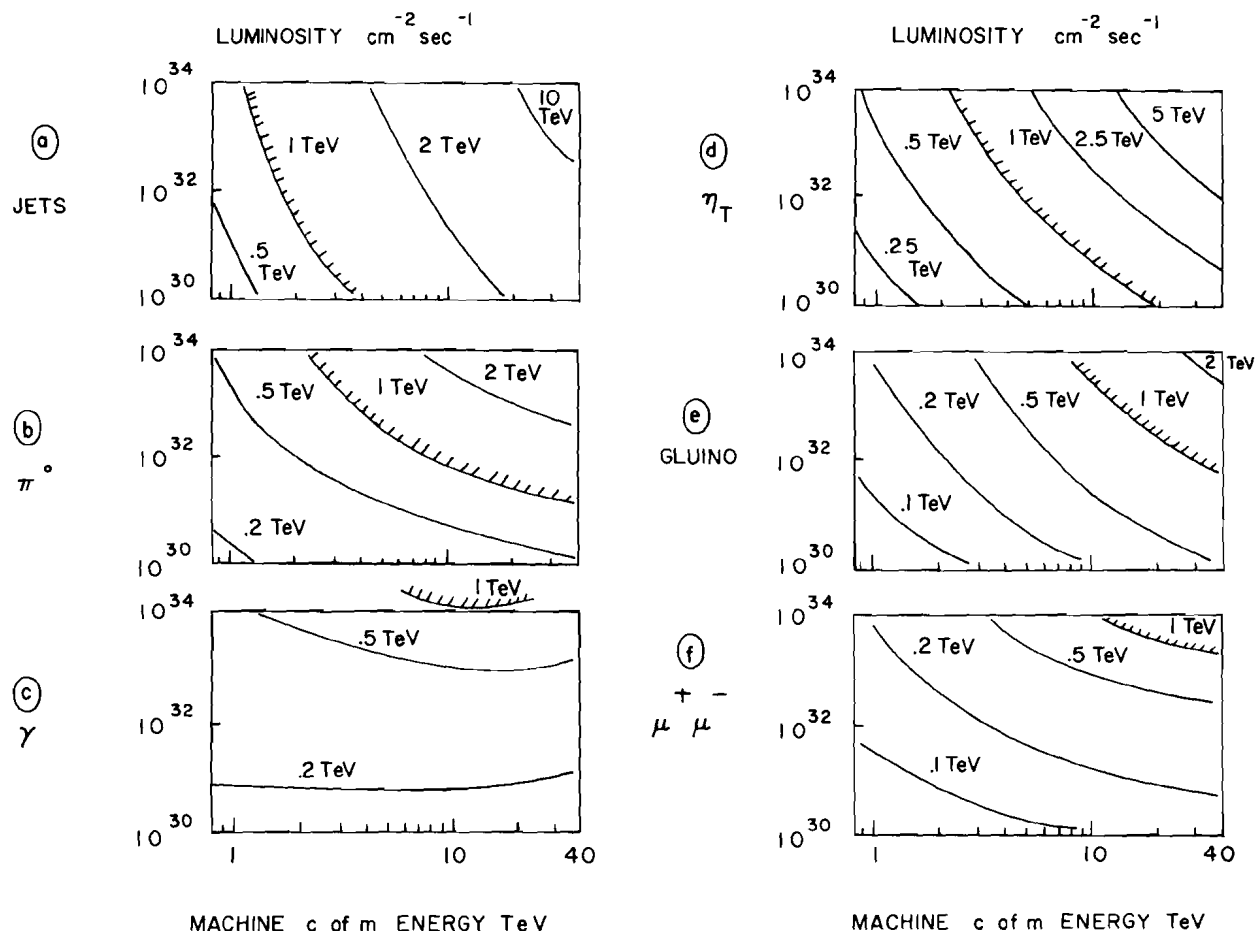 LUMINOSITY cm-2 sec-1
10 34
10 32
10 30
a
JETS
.5 TeV
1 TeV
2 TeV
10 TeV
10 34
10 32
10 30
b
π°
.2 TeV
.5 TeV
1 TeV
2 TeV
10 34
10 32
10 30
c
γ
1 TeV
.5 TeV
.2 TeV
1 10 40
MACHINE c of m ENERGY TeV
LUMINOSITY cm-2 sec-1
10 34
10 32
10 30
d
ηT
.25 TeV
.5 TeV
1 TeV
2.5 TeV
5 TeV
10 34
10 32
10 30
e
GLUINO
.1 TeV
.2 TeV
.5 TeV
1 TeV
2 TeV
10 34
10 32
10 30
f
μ+ μ-
.1 TeV
.2 TeV
.5 TeV
1 TeV
1 10 40
MACHINE c of m ENERGY TeV